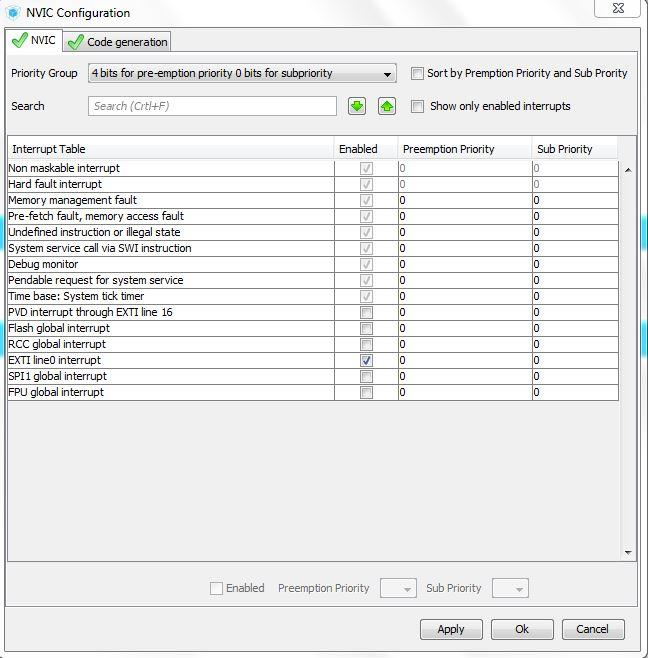 NVIC Configuration
NVIC Code generation
Priority Group 4 bits for pre-emption priority 0 bits for subpriority Sort by Premption Priority and Sub Prority
Search Search (Crtl+F) Show only enabled interrupts
Interrupt Table Enabled Preemption Priority Sub Priority
Non maskable interrupt 0 0
Hard fault interrupt 0 0
Memory management fault 0 0
Pre-fetch fault, memory access fault 0 0
Undefined instruction or illegal state 0 0
System service call via SWI instruction 0 0
Debug monitor 0 0
Pendable request for system service 0 0
Time base: System tick timer 0 0
PVD interrupt through EXTI line 16 0 0
Flash global interrupt 0 0
RCC global interrupt 0 0
EXTI line0 interrupt 0 0
SPI1 global interrupt 0 0
FPU global interrupt 0 0
Enabled Preemption Priority Sub Priority
Apply Ok Cancel